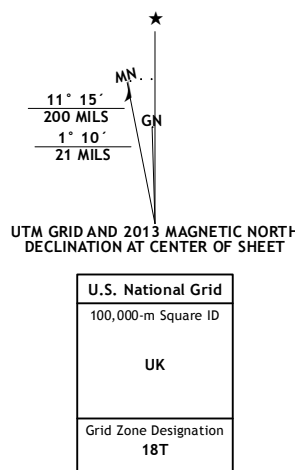 ★
MN
GN
11° 15´
200 MILS
1° 10´
21 MILS
UTM GRID AND 2013 MAGNETIC NORTH
DECLINATION AT CENTER OF SHEET
U.S. National Grid
100,000-m Square ID
UK
Grid Zone Designation
18T